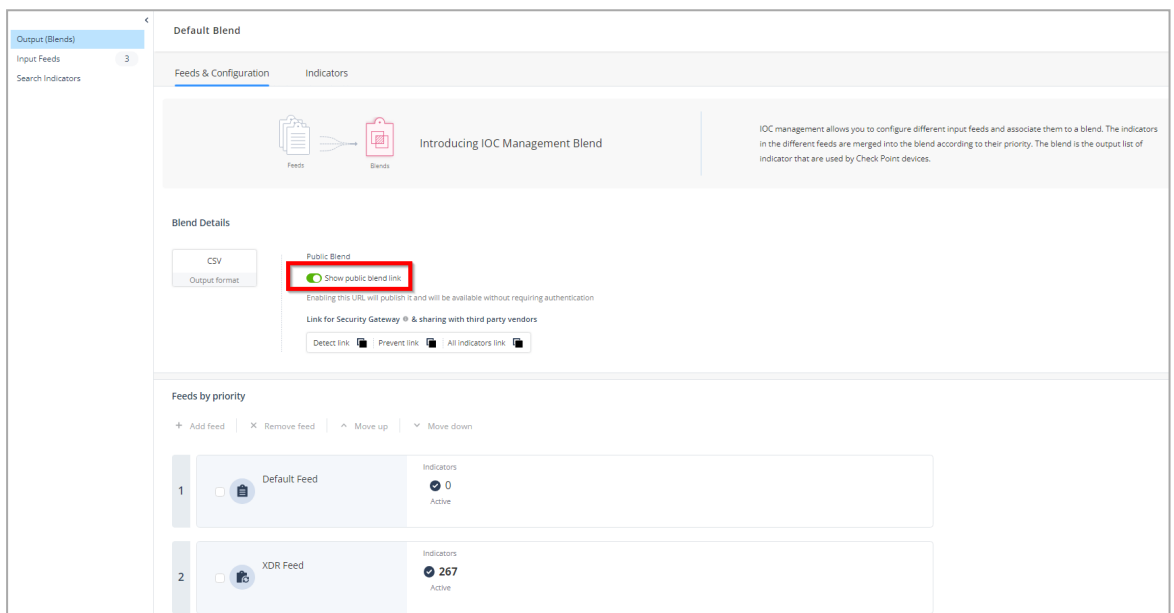 Output (Blends)
Input Feeds 3
Search Indicators
Default Blend
Feeds & Configuration Indicators
Feeds
Blends
Introducing IOC Management Blend
IOC management allows you to configure different input feeds and associate them to a blend. The indicators
in the different feeds are merged into the blend according to their priority. The blend is the output list of
indicator that are used by Check Point devices.
Blend Details
CSV
Output format
Public Blend
Show public blend link
Enabling this URL will publish it and will be available without requiring authentication
Link for Security Gateway & sharing with third party vendors
Detect link Prevent link All indicators link
Feeds by priority
+ Add feed × Remove feed Move up Move down
1
Default Feed
Indicators
0
Active
2
XDR Feed
Indicators
267
Active